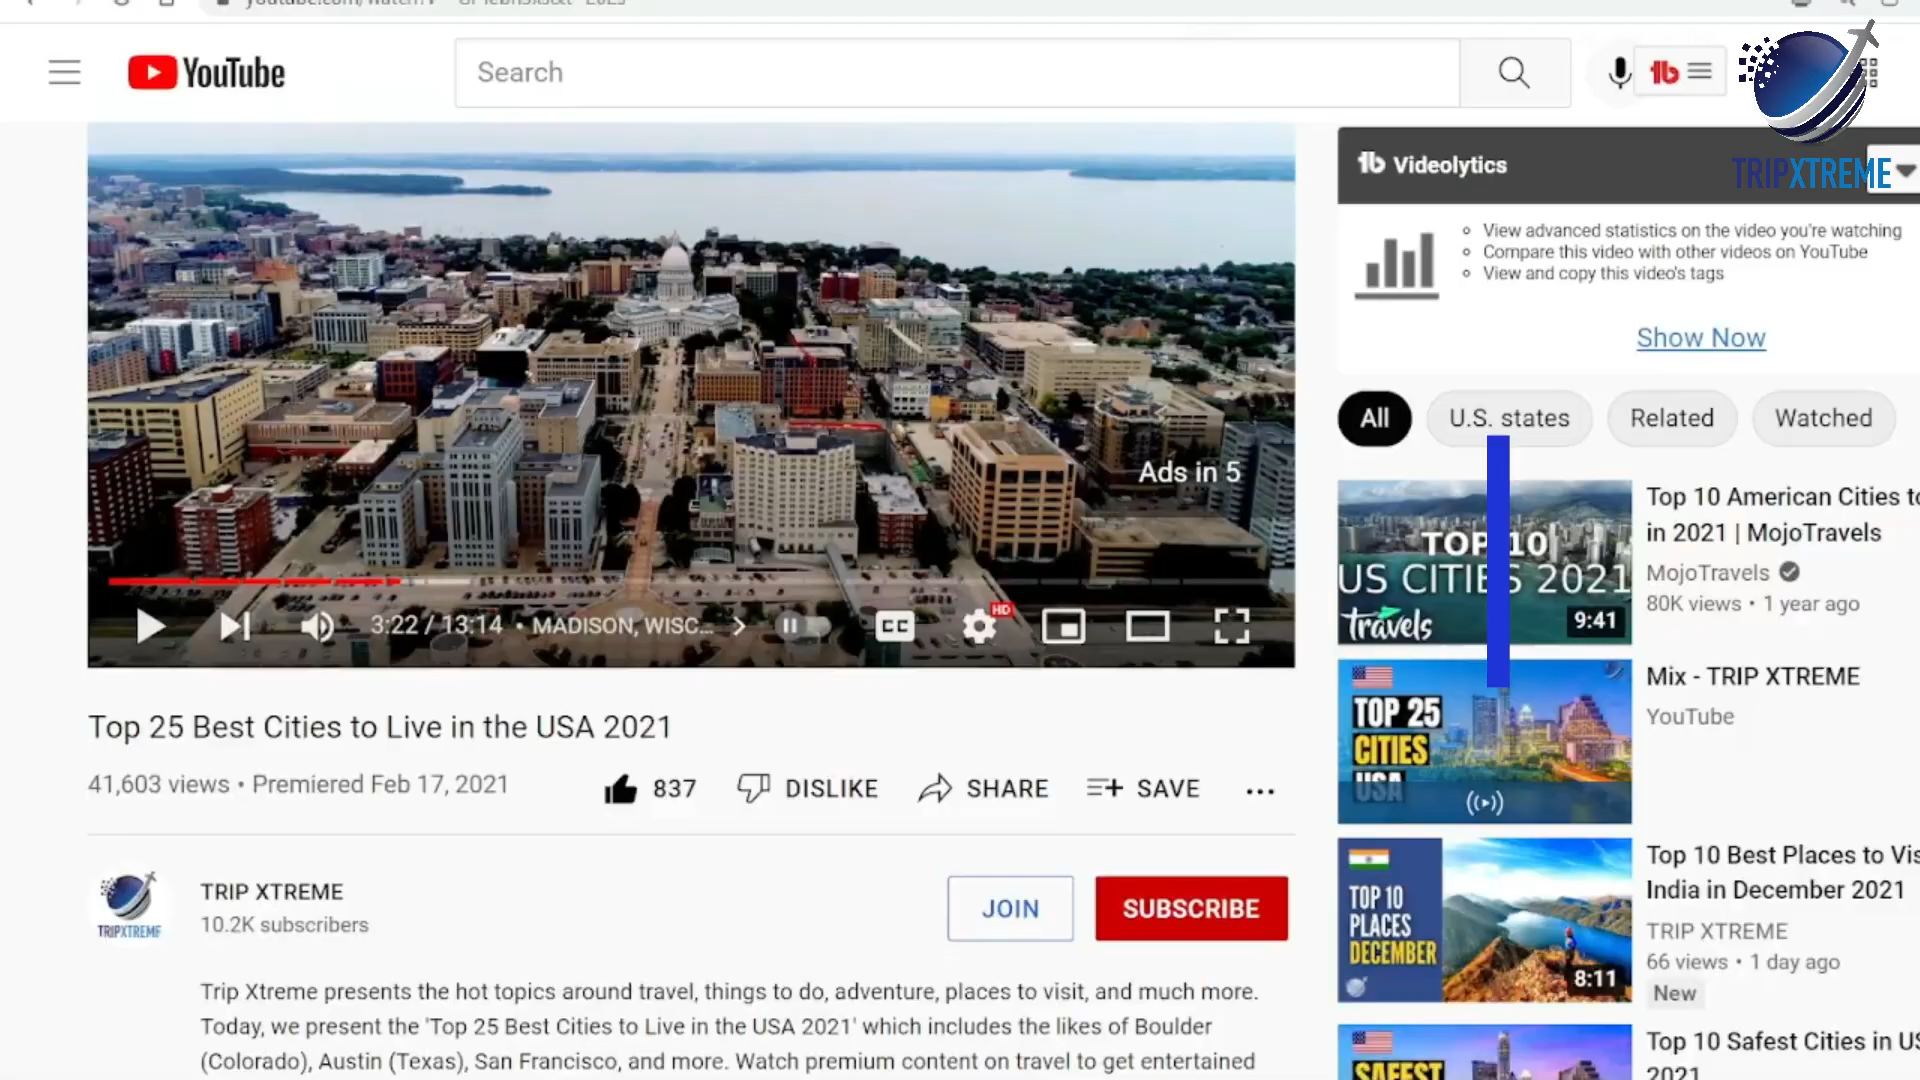 YouTube
Search
TRIPXTREME
Videolytics
View advanced statistics on the video you're watching
Compare this video with other videos on YouTube
View and copy this video's tags
Show Now
All
U.S. states
Related
Watched
Ads in 5
3:22 / 13:14 • MADISON, WISC...
CC
HD
Top 25 Best Cities to Live in the USA 2021
41,603 views • Premiered Feb 17, 2021
837
DISLIKE
SHARE
SAVE
TRIPXTREME
TRIP XTREME
10.2K subscribers
JOIN
SUBSCRIBE
Trip Xtreme presents the hot topics around travel, things to do, adventure, places to visit, and much more.
Today, we present the 'Top 25 Best Cities to Live in the USA 2021' which includes the likes of Boulder
(Colorado), Austin (Texas), San Francisco, and more. Watch premium content on travel to get entertained
TOP 10
US CITIES 2021
travels
9:41
Top 10 American Cities to
in 2021 | MojoTravels
MojoTravels
80K views • 1 year ago
TOP 25
CITIES
USA
Mix - TRIP XTREME
YouTube
TOP 10
PLACES
DECEMBER
8:11
Top 10 Best Places to Vis
India in December 2021
TRIP XTREME
66 views • 1 day ago
New
SAFEST
Top 10 Safest Cities in US
2021